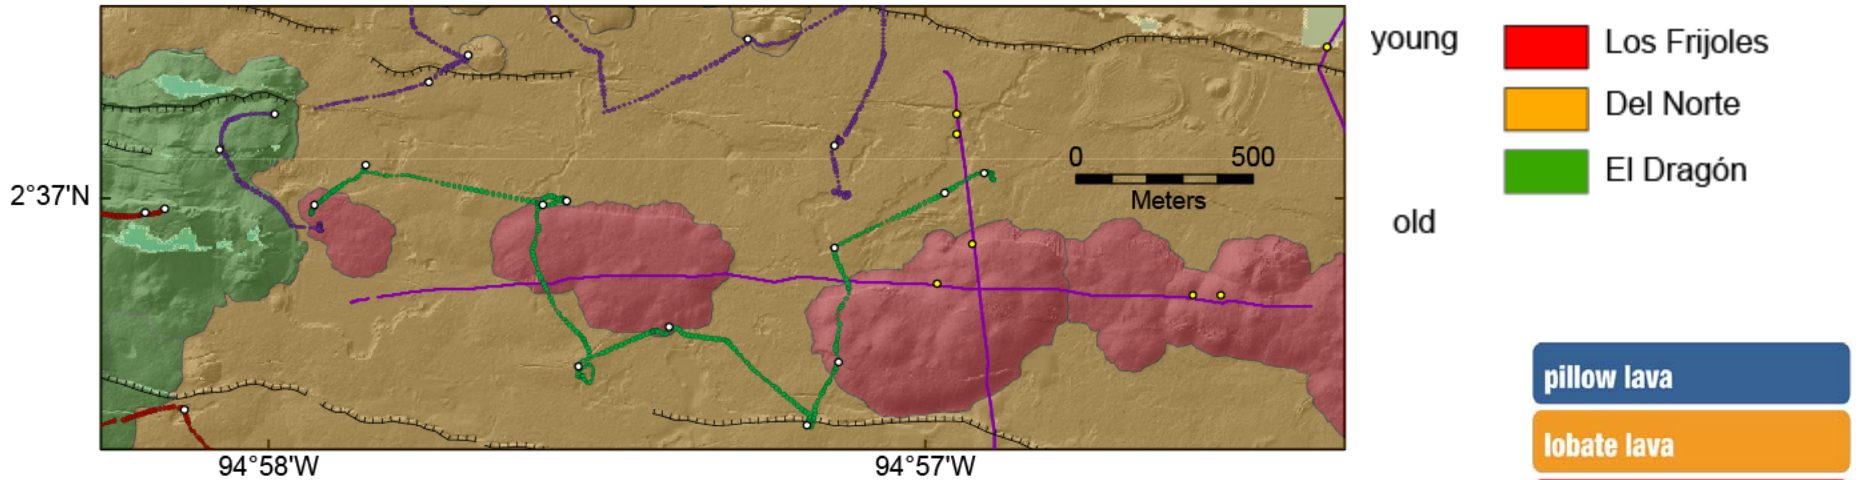 young
Los Frijoles
Del Norte
0 500
Meters
El Dragón
2°37'N
old
pillow lava
lobate lava
94°58'W
94°57'W